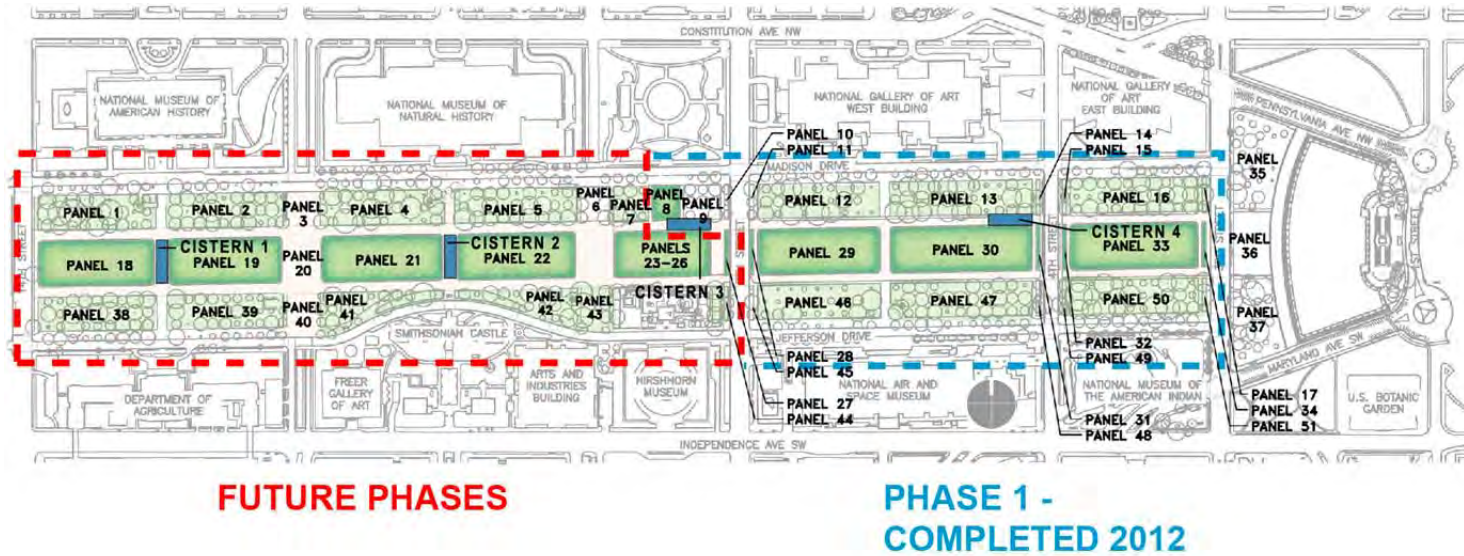 CONSTITUTION AVE NW
NATIONAL MUSEUM OF
AMERICAN HISTORY
NATIONAL MUSEUM OF
NATURAL HISTORY
NATIONAL GALLERY OF ART
WEST BUILDING
NATIONAL GALLERY
OF ART
EAST BUILDING
PENNSYLVANIA AVE NW
PANEL 10
PANEL 11
PANEL 14
PANEL 15
MADISON DRIVE
PANEL
35
PANEL 1
PANEL 2
PANEL
3
PANEL 4
PANEL 5
PANEL
6
PANEL
7
PANEL
8
PANEL
9
PANEL 12
PANEL 13
PANEL 16
CISTERN 1
PANEL 19
PANEL 18
PANEL
20
PANEL 21
CISTERN 2
PANEL 22
PANELS
23-26
CISTERN 3
STREET
PANEL 29
PANEL 30
4TH STREET
CISTERN 4
PANEL 33
PANEL
36
PANEL 38
PANEL 39
PANEL
40
PANEL
41
PANEL
42
PANEL
43
PANEL 46
PANEL 47
PANEL 50
PANEL
37
SMITHSONIAN CASTLE
JEFFERSON DRIVE
MARYLAND AVE SW
PANEL 32
PANEL 49
PANEL 28
PANEL 45
DEPARTMENT OF
AGRICULTURE
FREER
GALLERY
OF ART
ARTS AND
INDUSTRIES
BUILDING
HIRSHHORN
MUSEUM
NATIONAL AIR AND
SPACE MUSEUM
NATIONAL MUSEUM OF
THE AMERICAN INDIAN
U.S. BOTANIC
GARDEN
PANEL 27
PANEL 44
PANEL 31
PANEL 48
PANEL 17
PANEL 34
PANEL 51
INDEPENDENCE AVE SW
FUTURE PHASES
PHASE 1 -
COMPLETED 2012